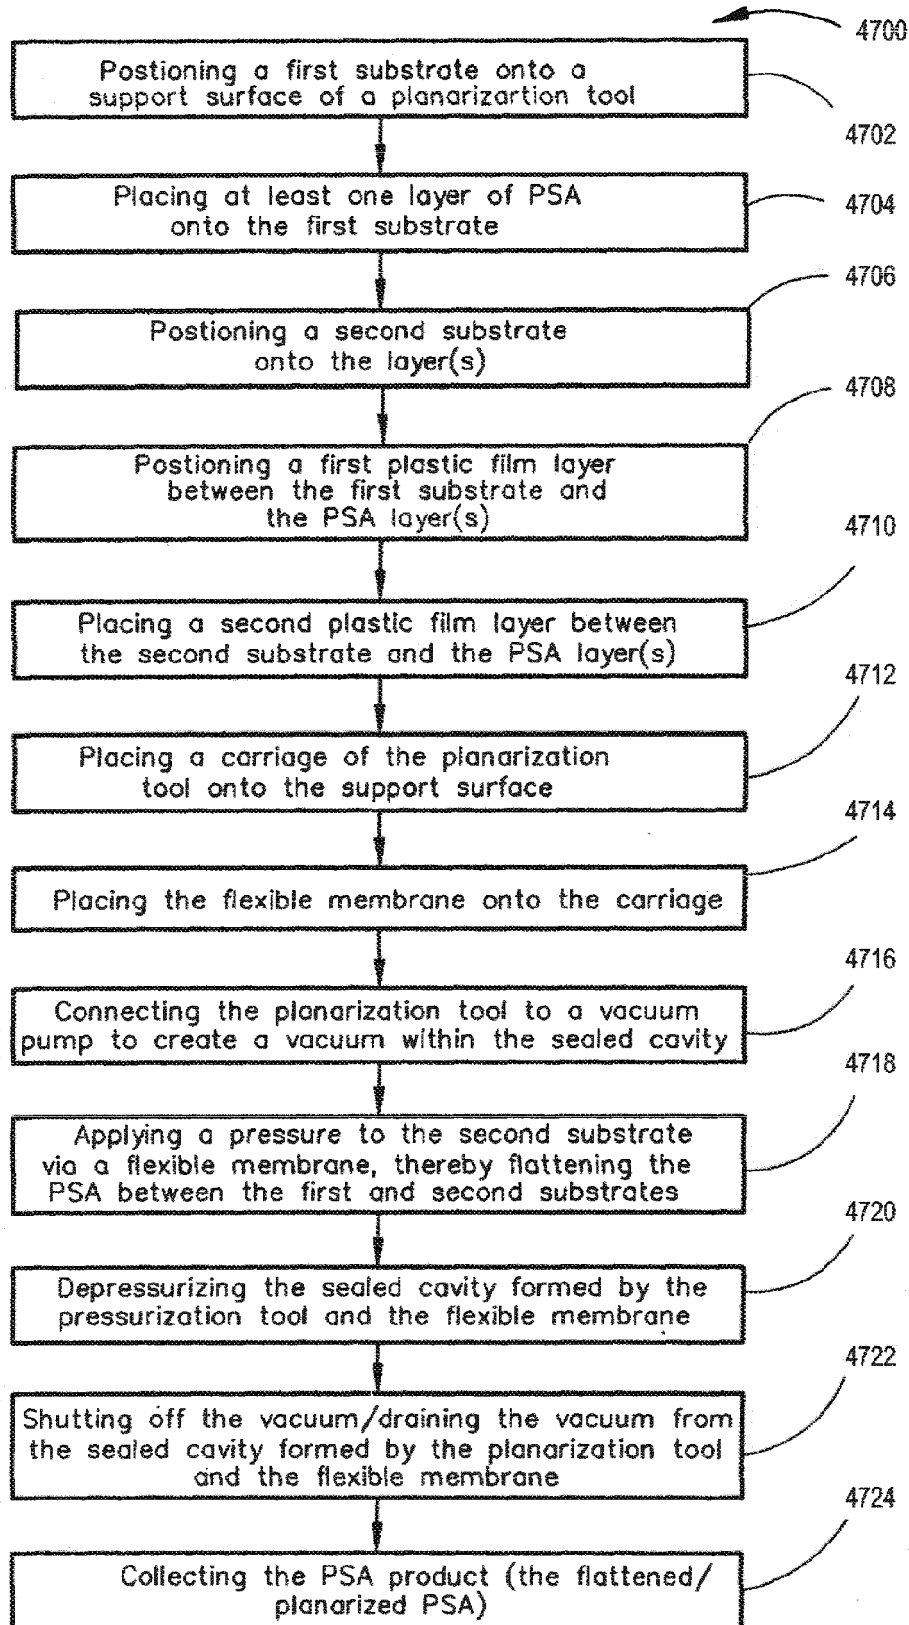 4700
Postioning a first substrate onto a
support surface of a planarizartion tool
4702
Placing at least one layer of PSA
onto the first substrate
4704
4706
Postioning a second substrate
onto the layer(s)
4708
Postioning a first plastic film layer
between the first substrate and
the PSA layer(s)
4710
Placing a second plastic film layer between
the second substrate and the PSA layer(s)
4712
Placing a carriage of the planarization
tool onto the support surface
4714
Placing the flexible membrane onto the carriage
4716
Connecting the planarization tool to a vacuum
pump to create a vacuum within the sealed cavity
4718
Applying a pressure to the second substrate
via a flexible membrane, thereby flattening the
PSA between the first and second substrates
4720
Depressurizing the sealed cavity formed by the
pressurization tool and the flexible membrane
4722
Shutting off the vacuum/draining the vacuum from
the sealed cavity formed by the planarization tool
and the flexible membrane
4724
Collecting the PSA product (the flattened/
planarized PSA)